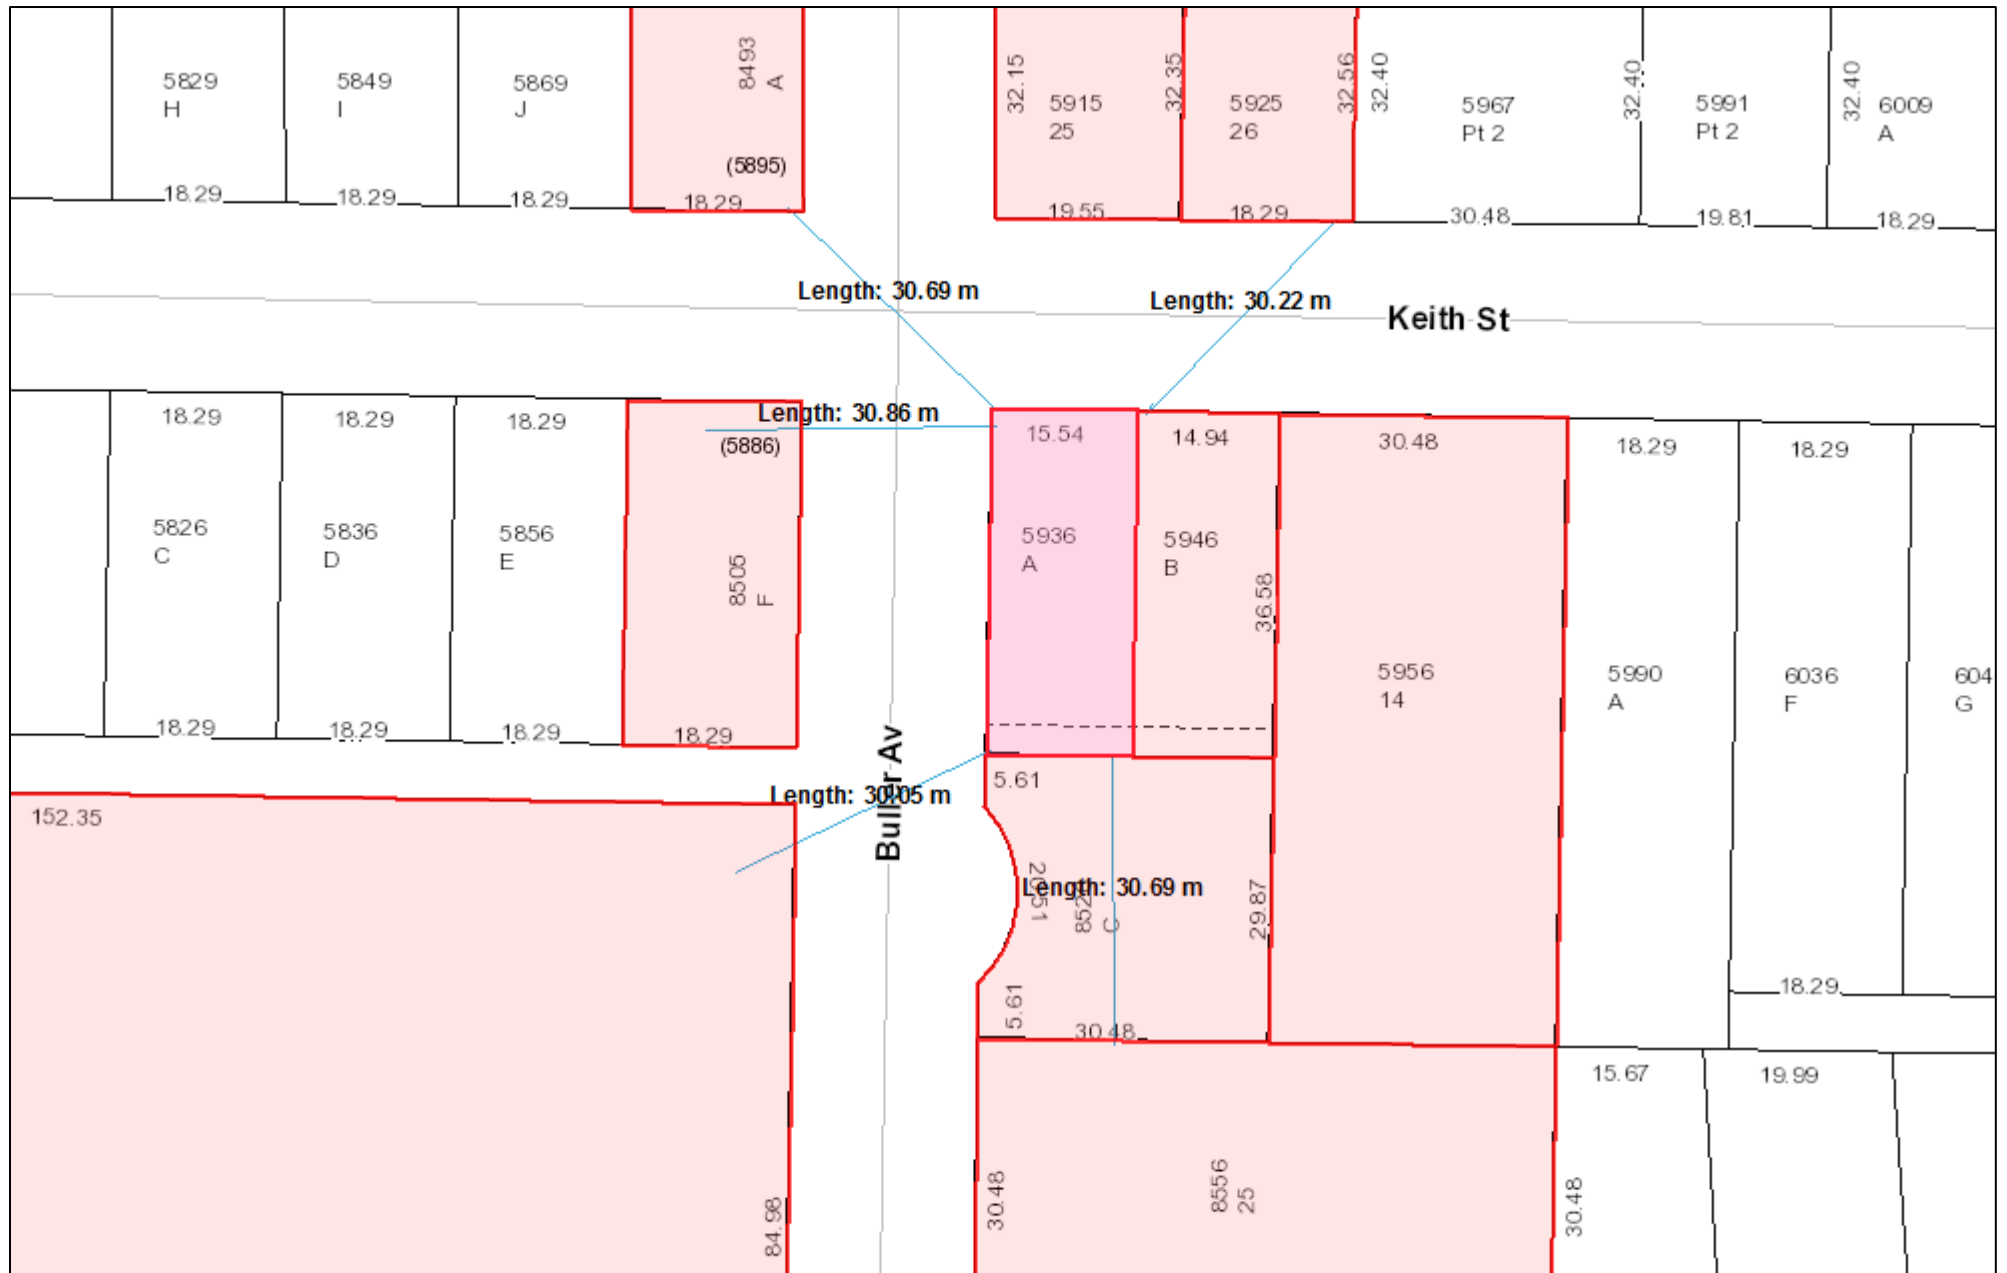 5829
H
5849
I
5869
J
8493
A
(5895)
18.29
18.29
18.29
18.29
32.15
5915
25
32.35
5925
26
32.56
32.40
5967
Pt 2
32.40
5991
Pt 2
32.40
6009
A
19.55
18.29
30.48
19.81
18.29
Length: 30.69 m
Length: 30.22 m
Keith St
18.29
18.29
18.29
Length: 30.86 m
(5886)
15.54
14.94
30.48
18.29
18.29
5826
C
5836
D
5856
E
8505
F
5936
A
5946
B
36.58
5956
14
5990
A
6036
F
604
G
18.29
18.29
18.29
18.29
Buller Av
5.61
Length: 30.05 m
152.35
Length: 30.69 m
C
29.87
5.61
30.48
18.29
15.67
19.99
84.98
30.48
8556
25
30.48